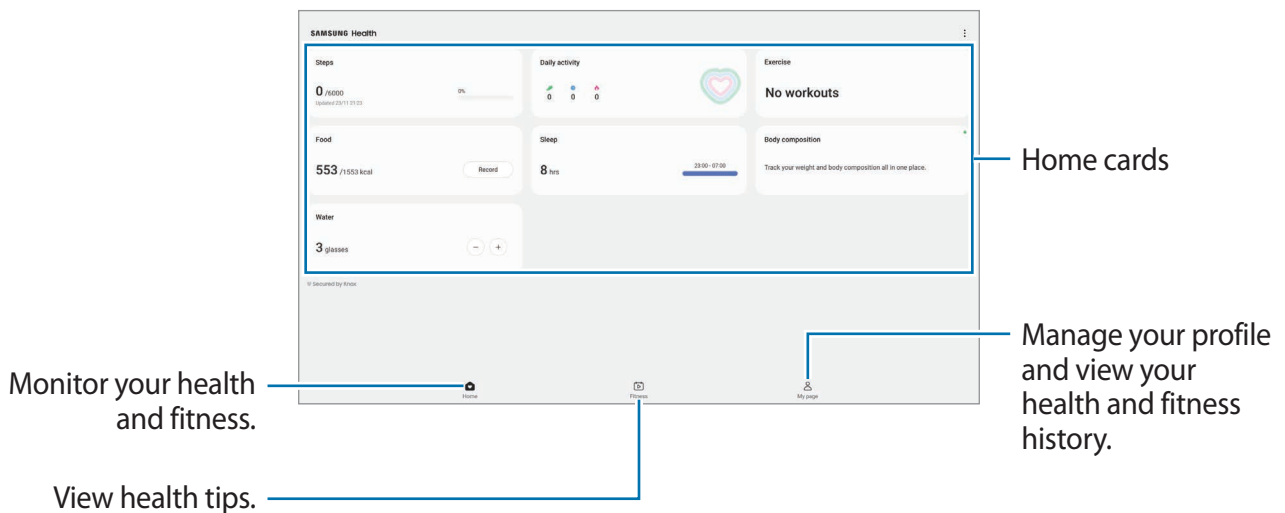 SAMSUNG Health
Steps
0 /6000
Updated 23/11 21:23
0%
Daily activity
0 0 0
Exercise
No workouts
Food
553 /1553 kcal
Record
Sleep
8 hrs
23:00 - 07:00
Body composition
Track your weight and body composition all in one place.
Water
3 glasses
− +
Secured by Knox
Home
Fitness
My page
Home cards
Manage your profile
and view your
health and fitness
history.
Monitor your health
and fitness.
View health tips.